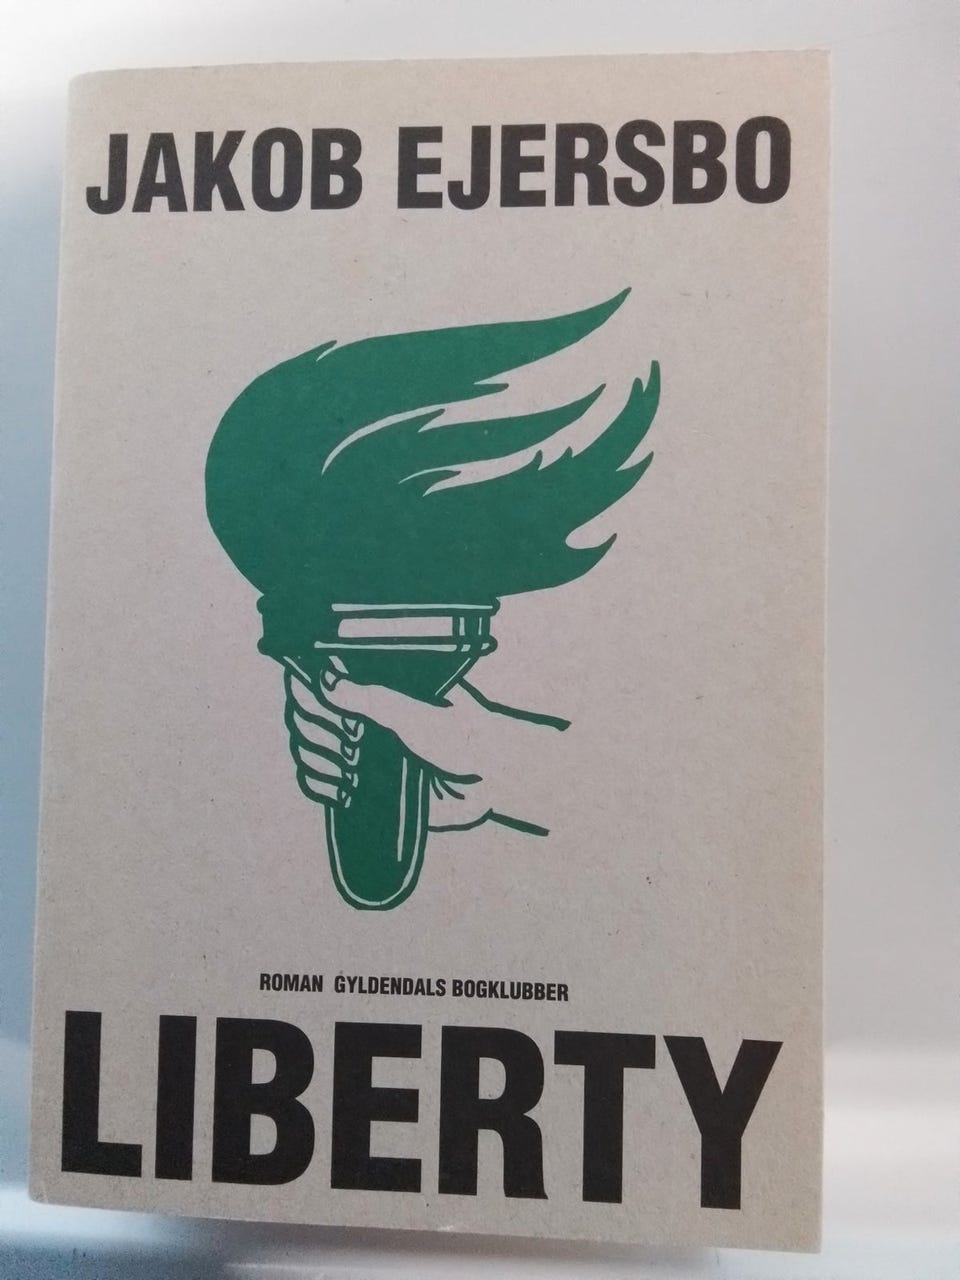 JAKOB EJERSBO
ROMAN GYLDENDALS BOGKLUBBER
LIBERTY